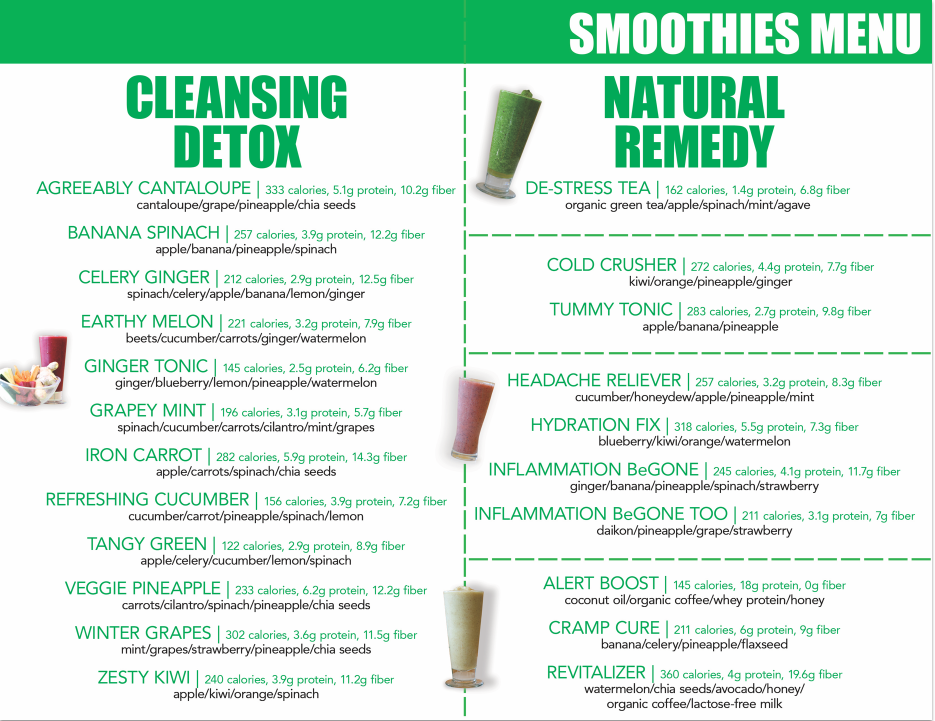 SMOOTHIES MENU
CLEANSING
DETOX
AGREEABLY CANTALOUPE | 333 calories, 5.1g protein, 10.2g fiber
cantaloupe/grape/pineapple/chia seeds
BANANA SPINACH | 257 calories, 3.9g protein, 12.2g fiber
apple/banana/pineapple/spinach
CELERY GINGER | 212 calories, 2.9g protein, 12.5g fiber
spinach/celery/apple/banana/lemon/ginger
EARTHY MELON | 221 calories, 3.2g protein, 7.9g fiber
beets/cucumber/carrots/ginger/watermelon
GINGER TONIC | 145 calories, 2.5g protein, 6.2g fiber
ginger/blueberry/lemon/pineapple/watermelon
GRAPEY MINT | 196 calories, 3.1g protein, 5.7g fiber
spinach/cucumber/carrots/cilantro/mint/grapes
IRON CARROT | 282 calories, 5.9g protein, 14.3g fiber
apple/carrots/spinach/chia seeds
REFRESHING CUCUMBER | 156 calories, 3.9g protein, 7.2g fiber
cucumber/carrot/pineapple/spinach/lemon
TANGY GREEN | 122 calories, 2.9g protein, 8.9g fiber
apple/celery/cucumber/lemon/spinach
VEGGIE PINEAPPLE | 233 calories, 6.2g protein, 12.2g fiber
carrots/cilantro/spinach/pineapple/chia seeds
WINTER GRAPES | 302 calories, 3.6g protein, 11.5g fiber
mint/grapes/strawberry/pineapple/chia seeds
ZESTY KIWI | 240 calories, 3.9g protein, 11.2g fiber
apple/kiwi/orange/spinach
NATURAL
REMEDY
DE-STRESS TEA | 162 calories, 1.4g protein, 6.8g fiber
organic green tea/apple/spinach/mint/agave
COLD CRUSHER | 272 calories, 4.4g protein, 7.7g fiber
kiwi/orange/pineapple/ginger
TUMMY TONIC | 283 calories, 2.7g protein, 9.8g fiber
apple/banana/pineapple
HEADACHE RELIEVER | 257 calories, 3.2g protein, 8.3g fiber
cucumber/honeydew/apple/pineapple/mint
HYDRATION FIX | 318 calories, 5.5g protein, 7.3g fiber
blueberry/kiwi/orange/watermelon
INFLAMMATION BeGONE | 245 calories, 4.1g protein, 11.7g fiber
ginger/banana/pineapple/spinach/strawberry
INFLAMMATION BeGONE TOO | 211 calories, 3.1g protein, 7g fiber
daikon/pineapple/grape/strawberry
ALERT BOOST | 145 calories, 18g protein, 0g fiber
coconut oil/organic coffee/whey protein/honey
CRAMP CURE | 211 calories, 6g protein, 9g fiber
banana/celery/pineapple/flaxseed
REVITALIZER | 360 calories, 4g protein, 19.6g fiber
watermelon/chia seeds/avocado/honey/
organic coffee/lactose-free milk